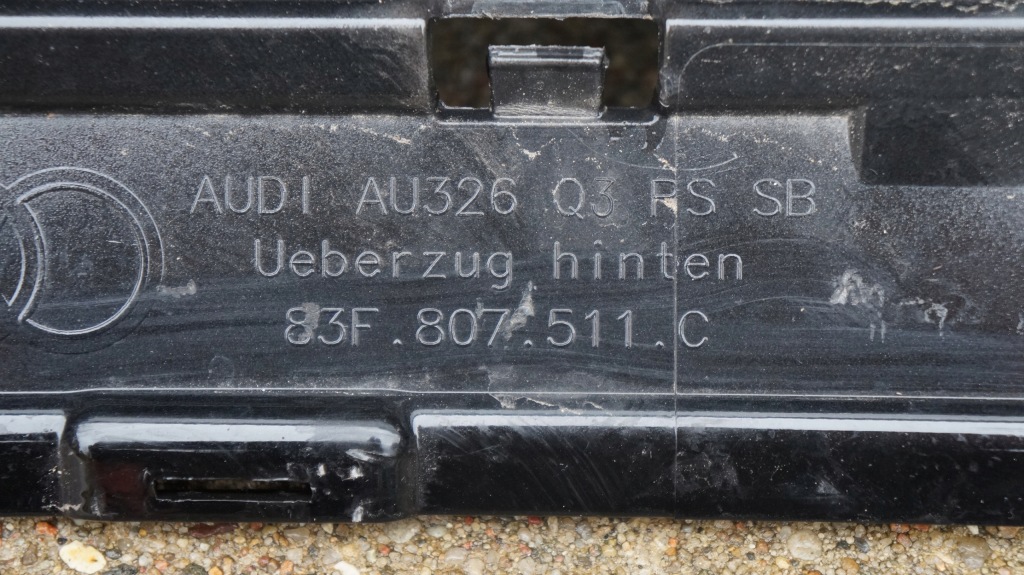 AUDI AU326 Q3 RS SB
Ueberzug hinten
83F.807.511.C